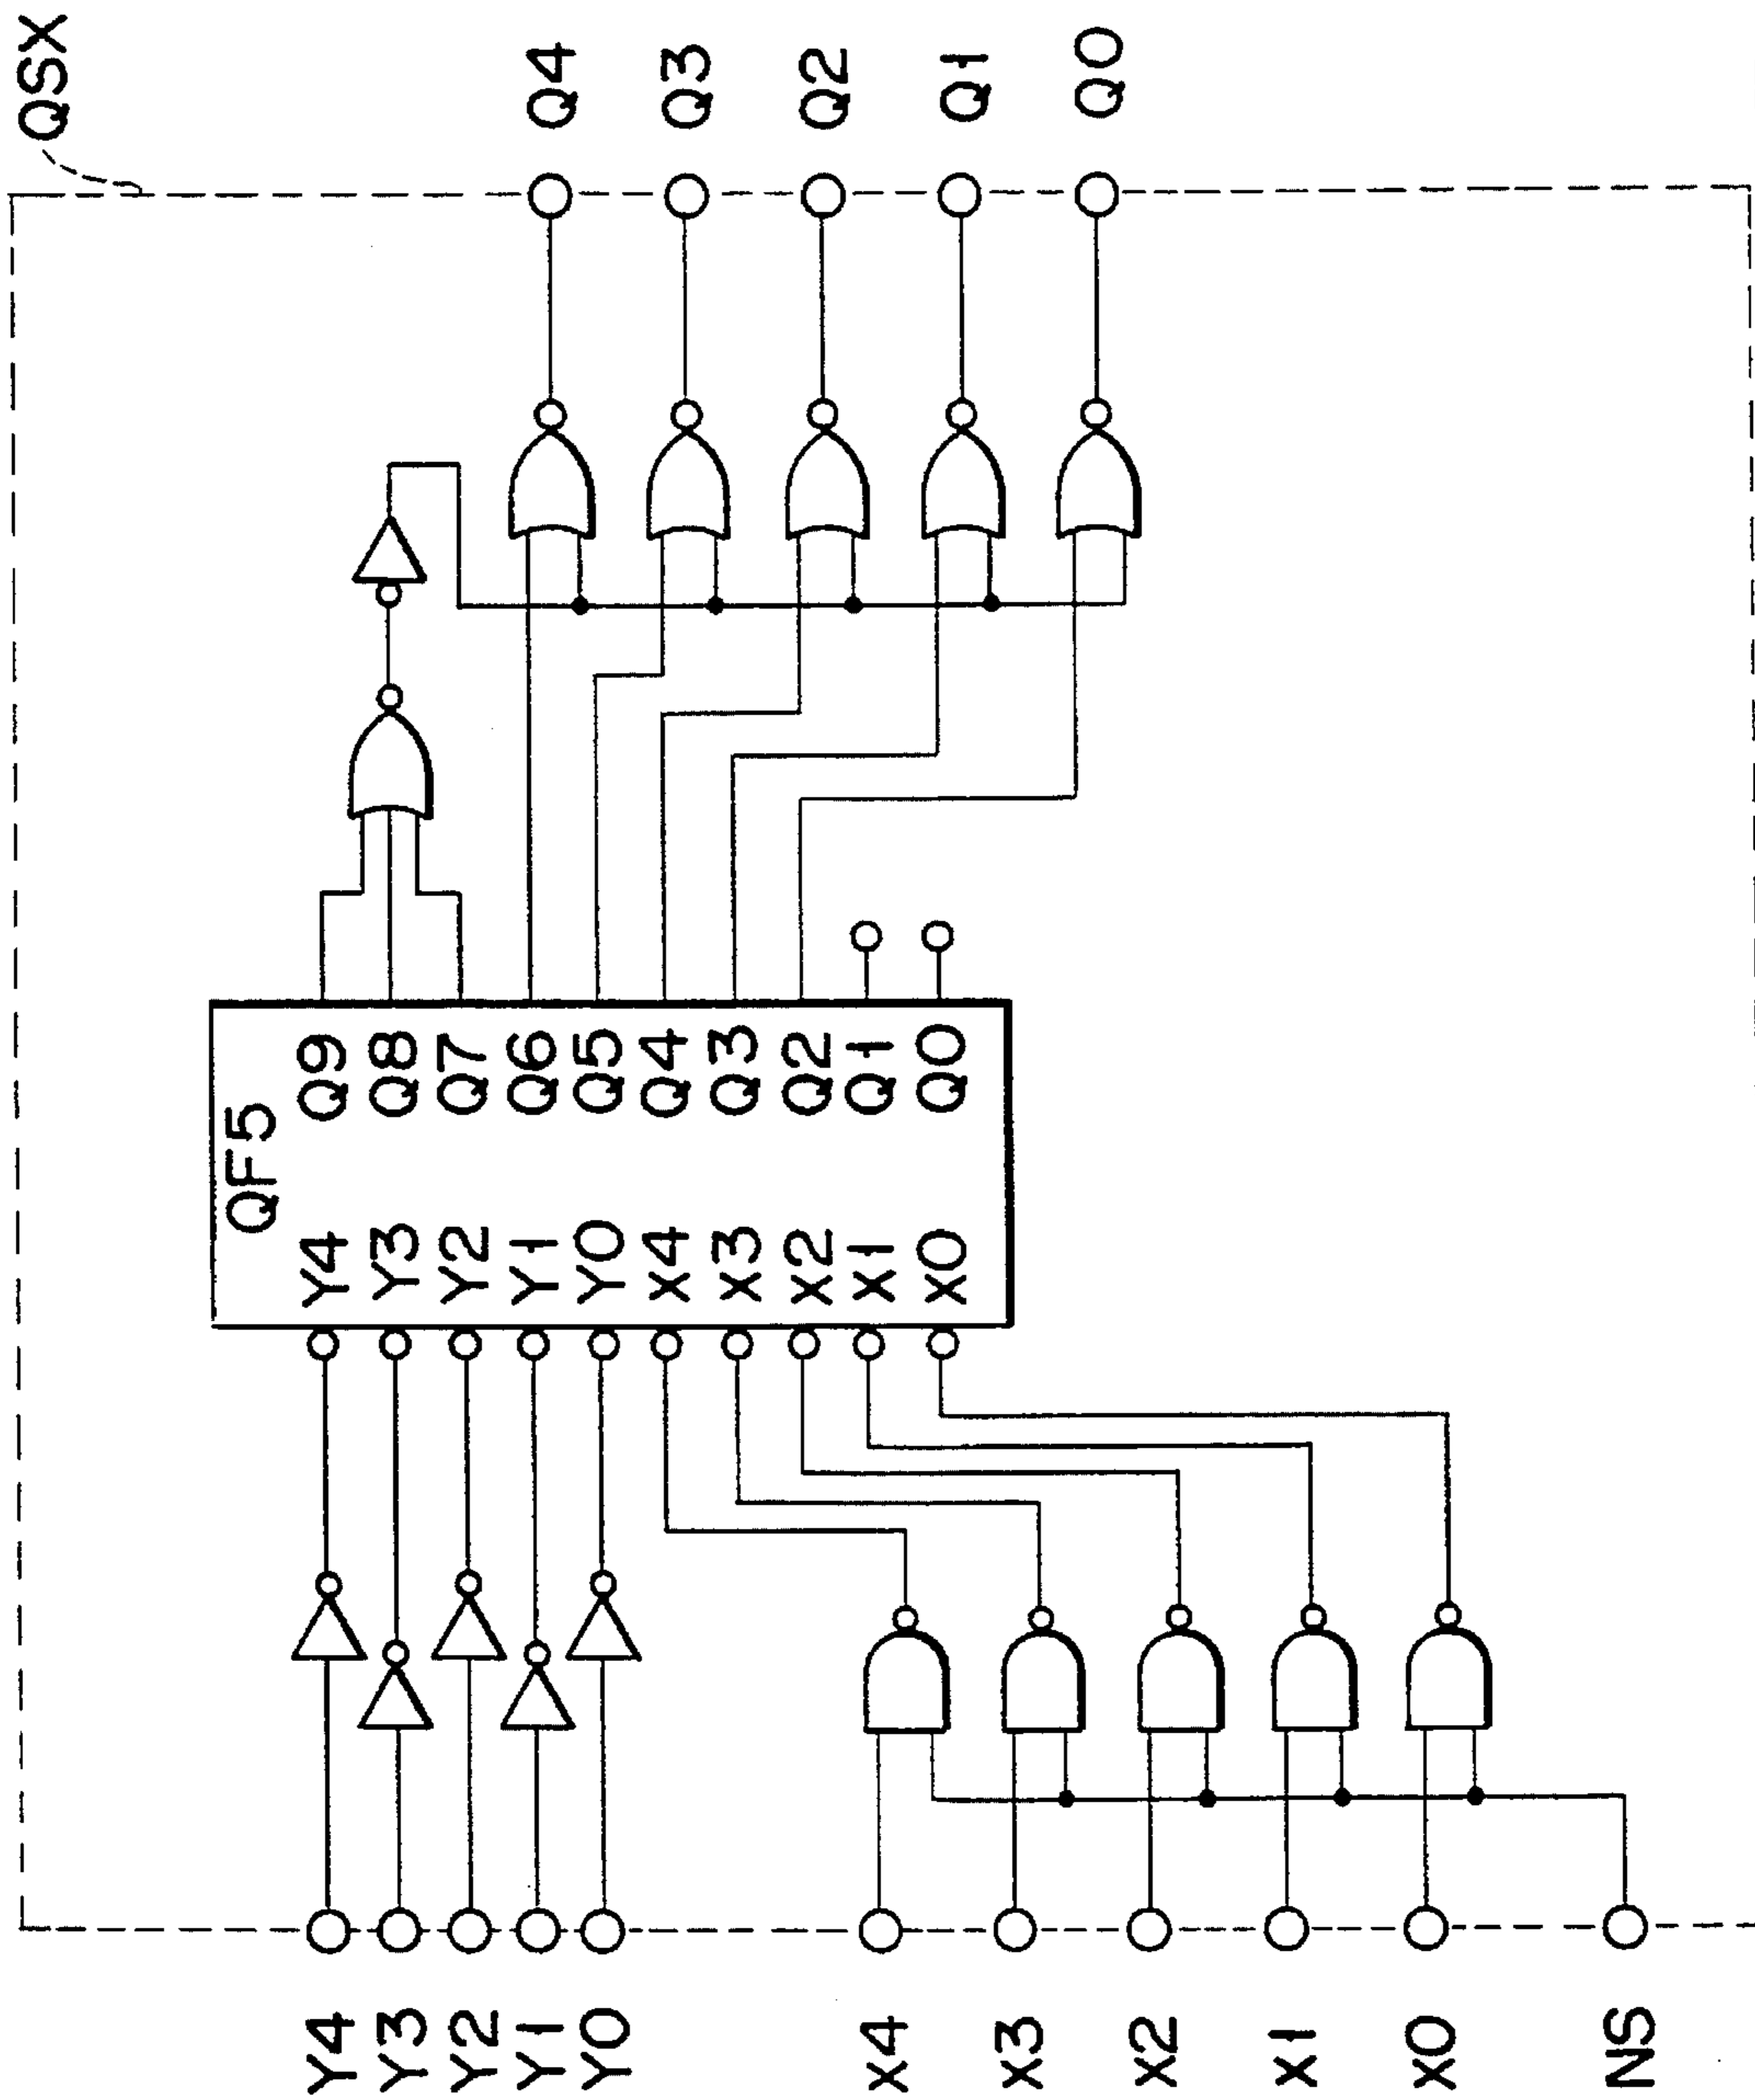 QSX
Y4
Y3
Y2
Y1
Y0
X4
X3
X2
X1
X0
NS
QF5
Y4 Q9
Y3 Q8
Y2 Q7
Y1 Q6
Y0 Q5
X4 Q4
X3 Q3
X2 Q2
X1 Q1
X0 Q0
Q4
Q3
Q2
Q1
Q0